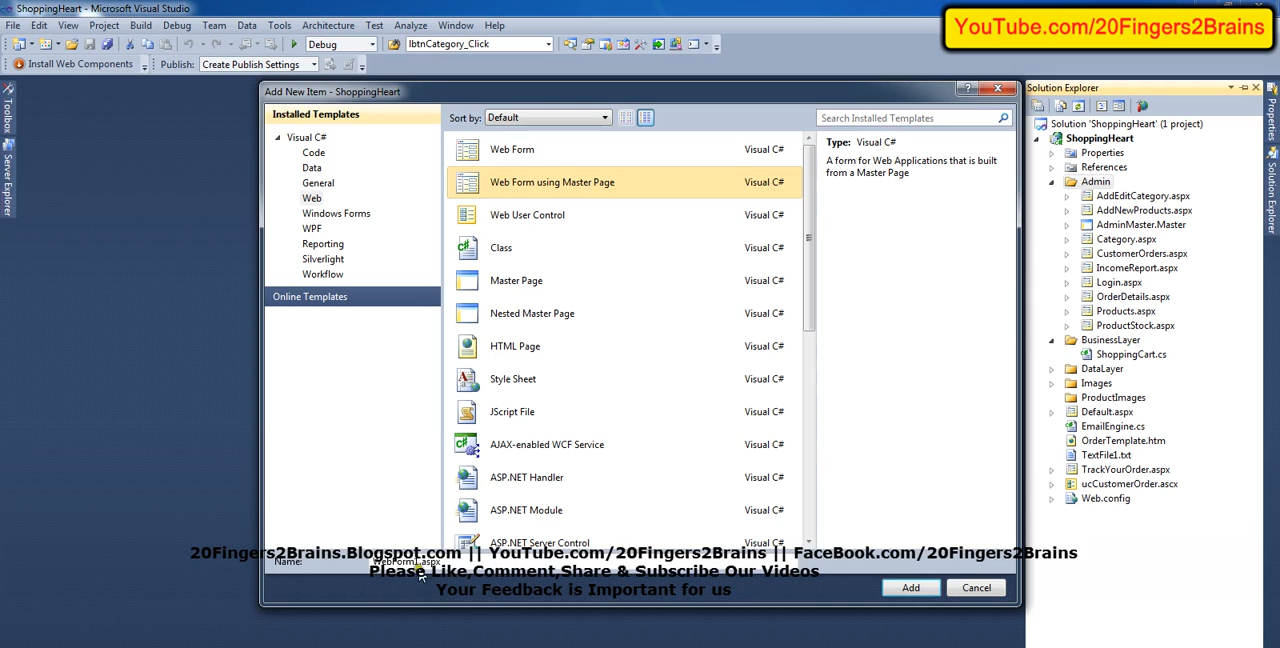 ShoppingHeart - Microsoft Visual Studio
File Edit View Project Build Debug Team Data Tools Architecture Test Analyze Window Help
YouTube.com/20Fingers2Brains
Debug lbtnCategory_Click
Install Web Components Publish: Create Publish Settings
Add New Item - ShoppingHeart
Installed Templates
Visual C#
Code
Data
General
Web
Windows Forms
WPF
Reporting
Silverlight
Workflow
Online Templates
Sort by: Default
Web Form Visual C#
Web Form using Master Page Visual C#
Web User Control Visual C#
Class Visual C#
Master Page Visual C#
Nested Master Page Visual C#
HTML Page Visual C#
Style Sheet Visual C#
JScript File Visual C#
AJAX-enabled WCF Service Visual C#
ASP.NET Handler Visual C#
ASP.NET Module Visual C#
ASP.NET Server Control Visual C#
Search Installed Templates
Type: Visual C#
A form for Web Applications that is built
from a Master Page
Name: WebForm1.aspx
Add Cancel
20Fingers2Brains.Blogspot.com || YouTube.com/20Fingers2Brains || FaceBook.com/20Fingers2Brains
Please Like,Comment,Share & Subscribe Our Videos
Your Feedback is Important for us
Toolbox
Server Explorer
Solution Explorer
Solution 'ShoppingHeart' (1 project)
ShoppingHeart
Properties
References
Admin
AddEditCategory.aspx
AddNewProducts.aspx
AdminMaster.Master
Category.aspx
CustomerOrders.aspx
IncomeReport.aspx
Login.aspx
OrderDetails.aspx
Products.aspx
ProductStock.aspx
BusinessLayer
ShoppingCart.cs
DataLayer
Images
ProductImages
Default.aspx
EmailEngine.cs
OrderTemplate.htm
TextFile1.txt
TrackYourOrder.aspx
ucCustomerOrder.ascx
Web.config
Properties
Solution Explorer